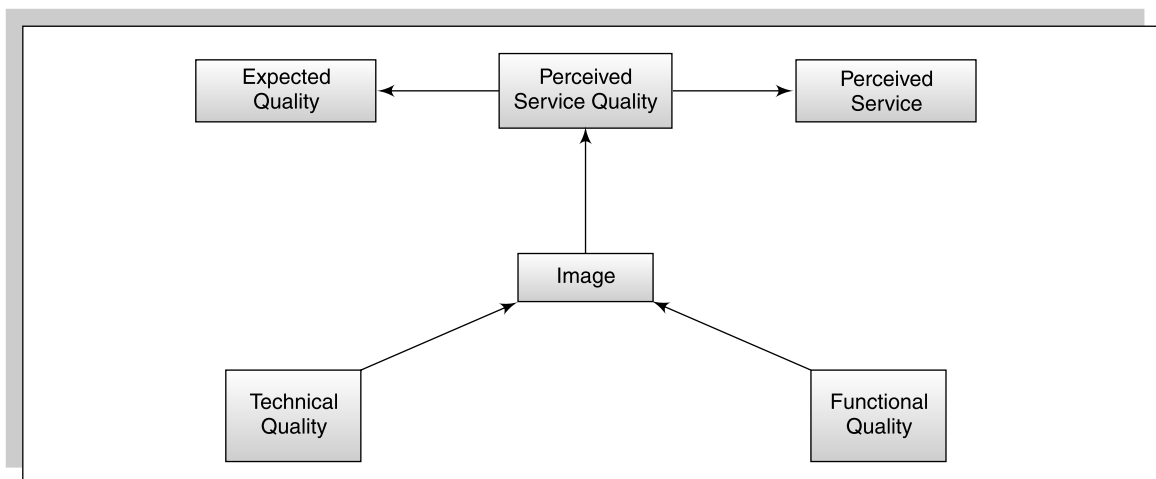 Expected
Quality
Perceived
Service Quality
Perceived
Service
Image
Technical
Quality
Functional
Quality